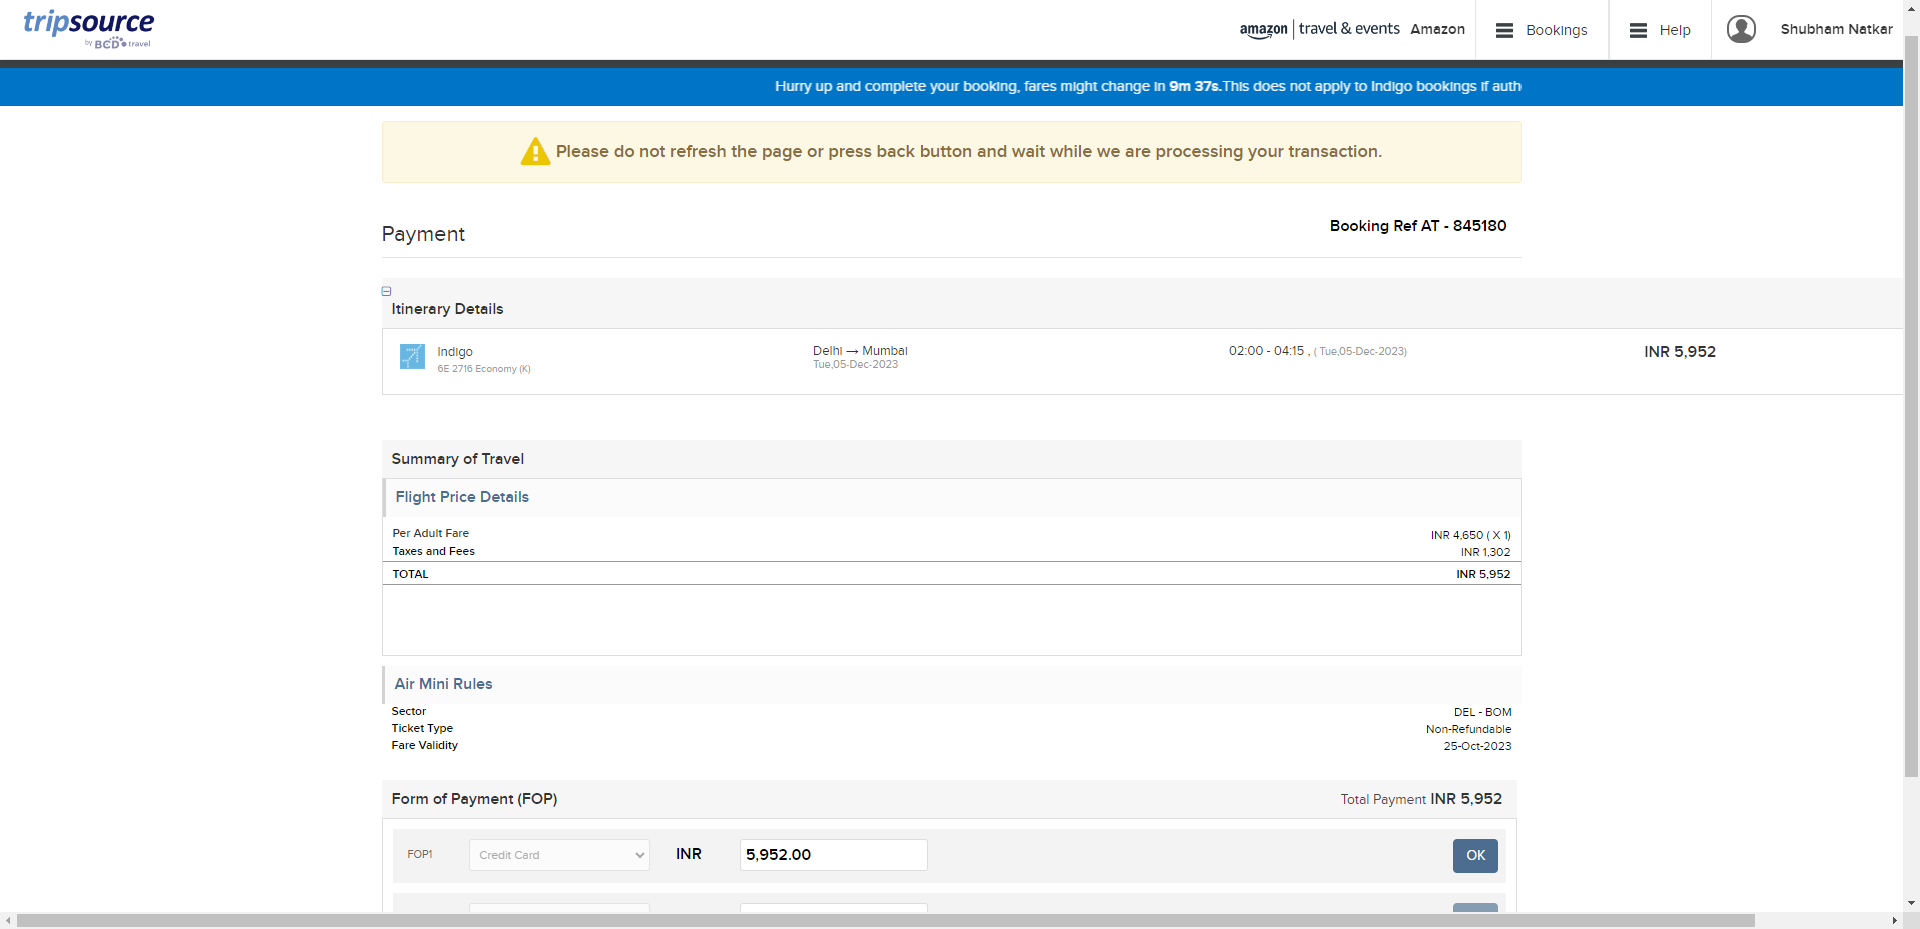 tripsource
by BCD travel
amazon | travel & events Amazon
Bookings
Help
Shubham Natkar
Hurry up and complete your booking, fares might change in 9m 37s.This does not apply to Indigo bookings if auth
Please do not refresh the page or press back button and wait while we are processing your transaction.
Payment
Booking Ref AT - 845180
Itinerary Details
Indigo Delhi → Mumbai 02:00 - 04:15 , ( Tue,05-Dec-2023) INR 5,952
6E 2716 Economy (K) Tue,05-Dec-2023
Summary of Travel
Flight Price Details
Per Adult Fare INR 4,650 ( X 1)
Taxes and Fees INR 1,302
TOTAL INR 5,952
Air Mini Rules
Sector DEL - BOM
Ticket Type Non-Refundable
Fare Validity 25-Oct-2023
Form of Payment (FOP) Total Payment INR 5,952
FOP1 Credit Card INR 5,952.00 OK